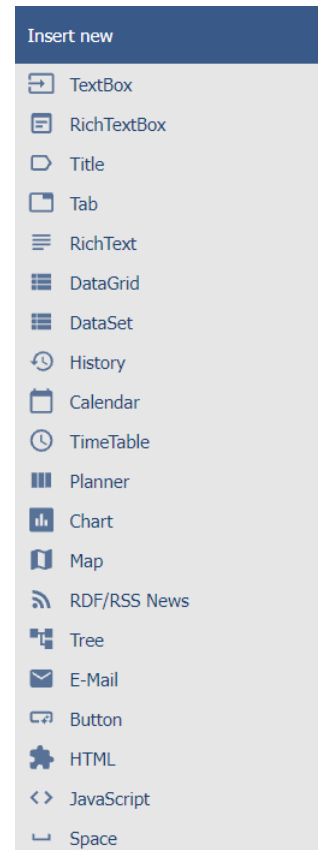 Insert new
TextBox
RichTextBox
Title
Tab
RichText
DataGrid
DataSet
History
Calendar
TimeTable
Planner
Chart
Map
RDF/RSS News
Tree
E-Mail
Button
HTML
JavaScript
Space